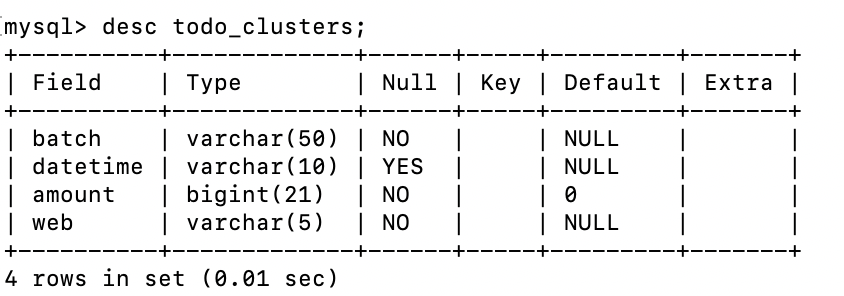 mysql> desc todo_clusters;
+----------+-------------+------+-----+---------+-------+
| Field    | Type        | Null | Key | Default | Extra |
+----------+-------------+------+-----+---------+-------+
| batch    | varchar(50) | NO   |     | NULL    |       |
| datetime | varchar(10) | YES  |     | NULL    |       |
| amount   | bigint(21)  | NO   |     | 0       |       |
| web      | varchar(5)  | NO   |     | NULL    |       |
+----------+-------------+------+-----+---------+-------+
4 rows in set (0.01 sec)